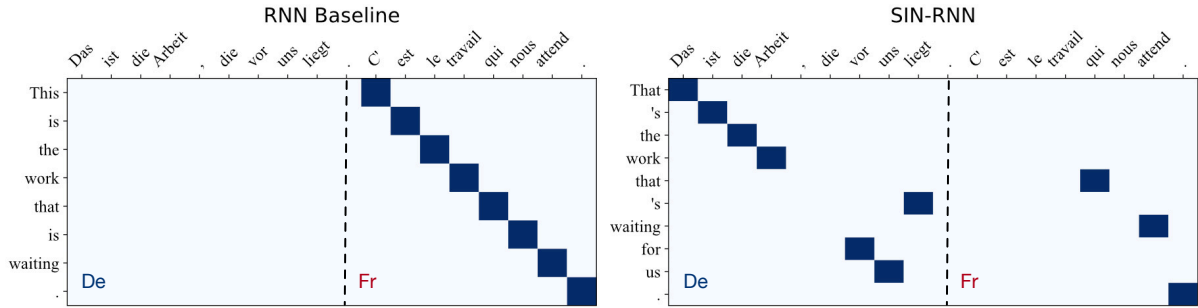 RNN Baseline
Das ist die Arbeit , die vor uns liegt . C' est le travail qui nous attend .
This
is
the
work
that
is
waiting
.
De
Fr
SIN-RNN
Das ist die Arbeit , die vor uns liegt . C' est le travail qui nous attend .
That
's
the
work
that
's
waiting
for
us
.
De
Fr